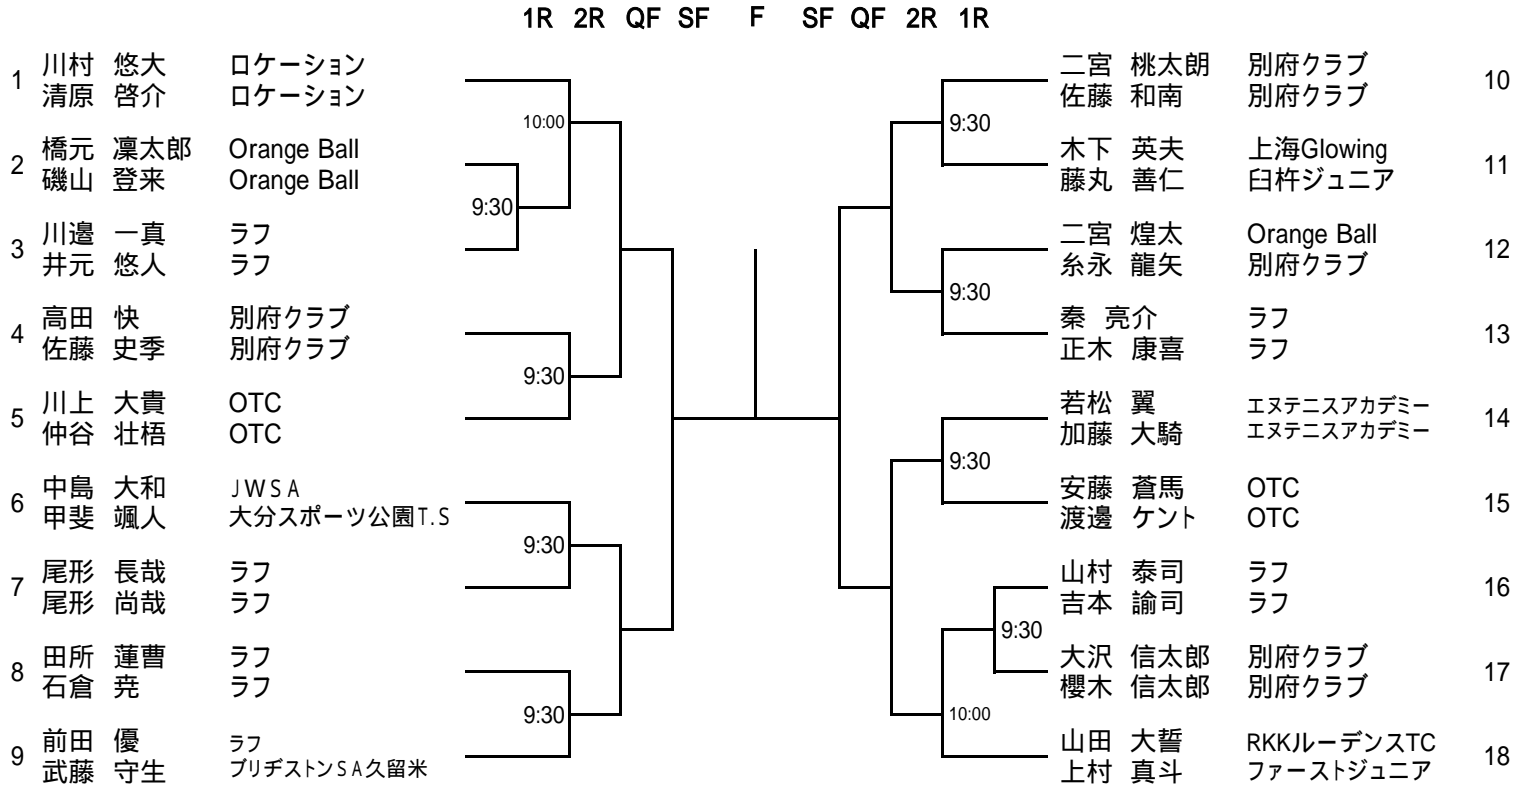 1R 2R QF SF F SF QF 2R 1R
1 川村 悠大 ロケーション
清原 啓介 ロケーション
10:00
2 橋元 凜太郎 Orange Ball
磯山 登来 Orange Ball
9:30
3 川邉 一真 ラフ
井元 悠人 ラフ
4 高田 快 別府クラブ
佐藤 史季 別府クラブ
9:30
5 川上 大貴 OTC
仲谷 壮梧 OTC
6 中島 大和 JWSA
甲斐 颯人 大分スポーツ公園T.S
9:30
7 尾形 長哉 ラフ
尾形 尚哉 ラフ
8 田所 蓮曹 ラフ
石倉 尭 ラフ
9:30
9 前田 優 ラフ
武藤 守生 ブリヂストンSA久留米
二宮 桃太朗 別府クラブ 10
佐藤 和南 別府クラブ
9:30
木下 英夫 上海Glowing 11
藤丸 善仁 臼杵ジュニア
二宮 煌太 Orange Ball 12
糸永 龍矢 別府クラブ
9:30
秦 亮介 ラフ 13
正木 康喜 ラフ
若松 翼 エヌテニスアカデミー 14
加藤 大騎 エヌテニスアカデミー
9:30
安藤 蒼馬 OTC 15
渡邉 ケント OTC
山村 泰司 ラフ 16
吉本 諭司 ラフ
9:30
大沢 信太郎 別府クラブ 17
櫻木 信太郎 別府クラブ
10:00
山田 大誓 RKKルーデンスTC 18
上村 真斗 ファーストジュニア